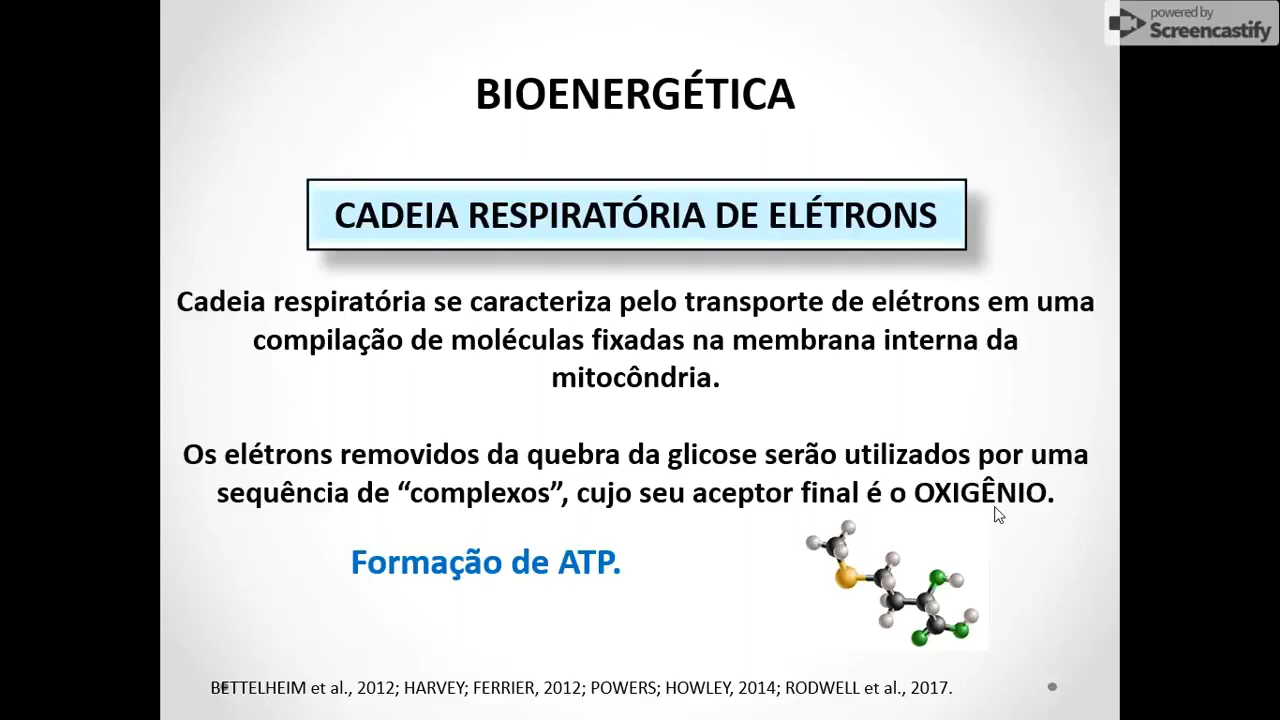 powered by
Screencastify
BIOENERGÉTICA
CADEIA RESPIRATÓRIA DE ELÉTRONS
Cadeia respiratória se caracteriza pelo transporte de elétrons em uma
compilação de moléculas fixadas na membrana interna da
mitocôndria.
Os elétrons removidos da quebra da glicose serão utilizados por uma
sequência de “complexos”, cujo seu aceptor final é o OXIGÊNIO.
Formação de ATP.
BETTELHEIM et al., 2012; HARVEY; FERRIER, 2012; POWERS; HOWLEY, 2014; RODWELL et al., 2017.